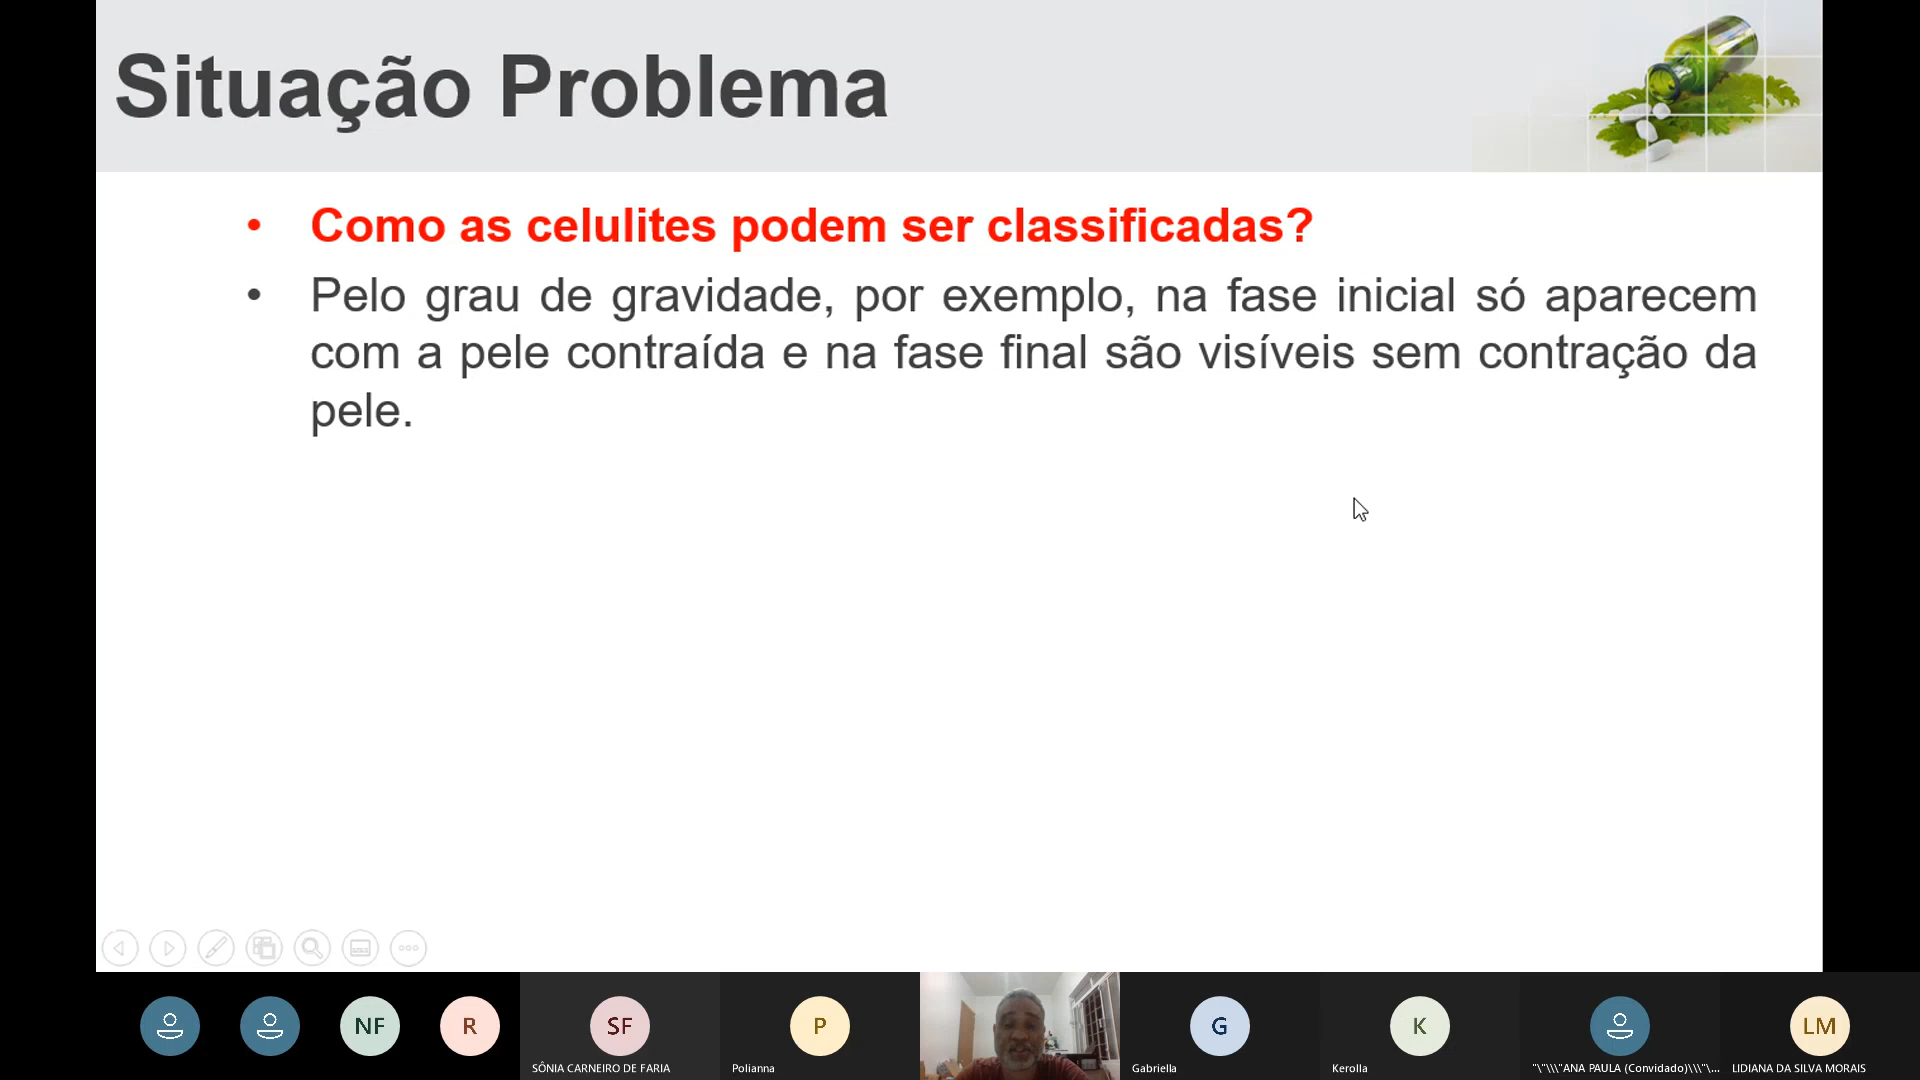 Situação Problema
• Como as celulites podem ser classificadas?
• Pelo grau de gravidade, por exemplo, na fase inicial só aparecem
com a pele contraída e na fase final são visíveis sem contração da
pele.
NF
R
SF
P
G
K
LM
SÔNIA CARNEIRO DE FARIA
Polianna
Gabriella
Kerolla
"\"\\\"ANA PAULA (Convidado)\\\"\...
LIDIANA DA SILVA MORAIS